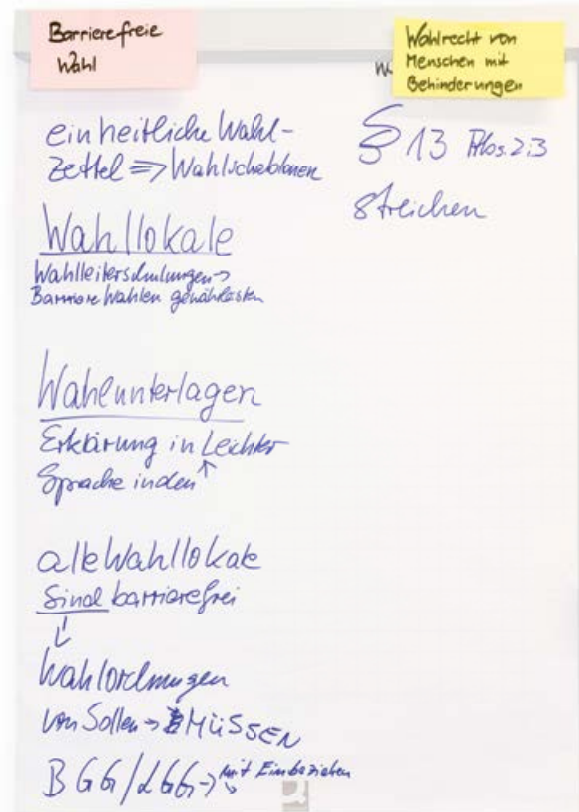 Barrierefreie
Wahl
Wahlrecht von
Menschen mit
Behinderungen
einheitliche Wahl-
zettel => Wahlschablonen
Wahllokale
Wahlleiterschulungen->
Barriere Wahlen
Wahlunterlagen
Erklärung in Leichter
Sprache in den ↑
alle Wahllokale
sind barrierefrei
↓
Wahlordnungen
von Sollen -> MÜSSEN
BGG/LGG-> mit Einbeziehen
§ 13 Abs. 2:3
streichen